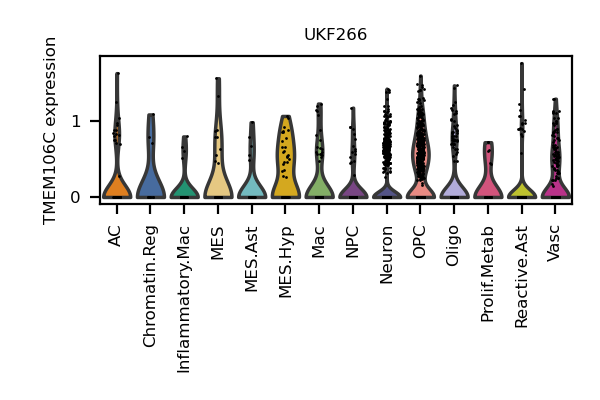 UKF266
TMEM106C expression
1
0
AC
Chromatin.Reg
Inflammatory.Mac
MES
MES.Ast
MES.Hyp
Mac
NPC
Neuron
OPC
Oligo
Prolif.Metab
Reactive.Ast
Vasc